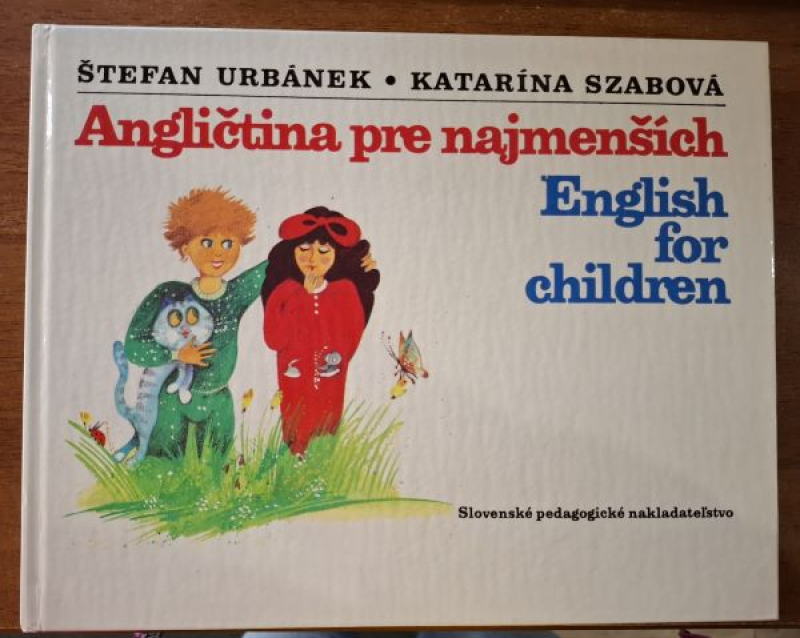 ŠTEFAN URBÁNEK • KATARÍNA SZABOVÁ
Angličtina pre najmenších
English
for
children
Slovenské pedagogické nakladateľstvo